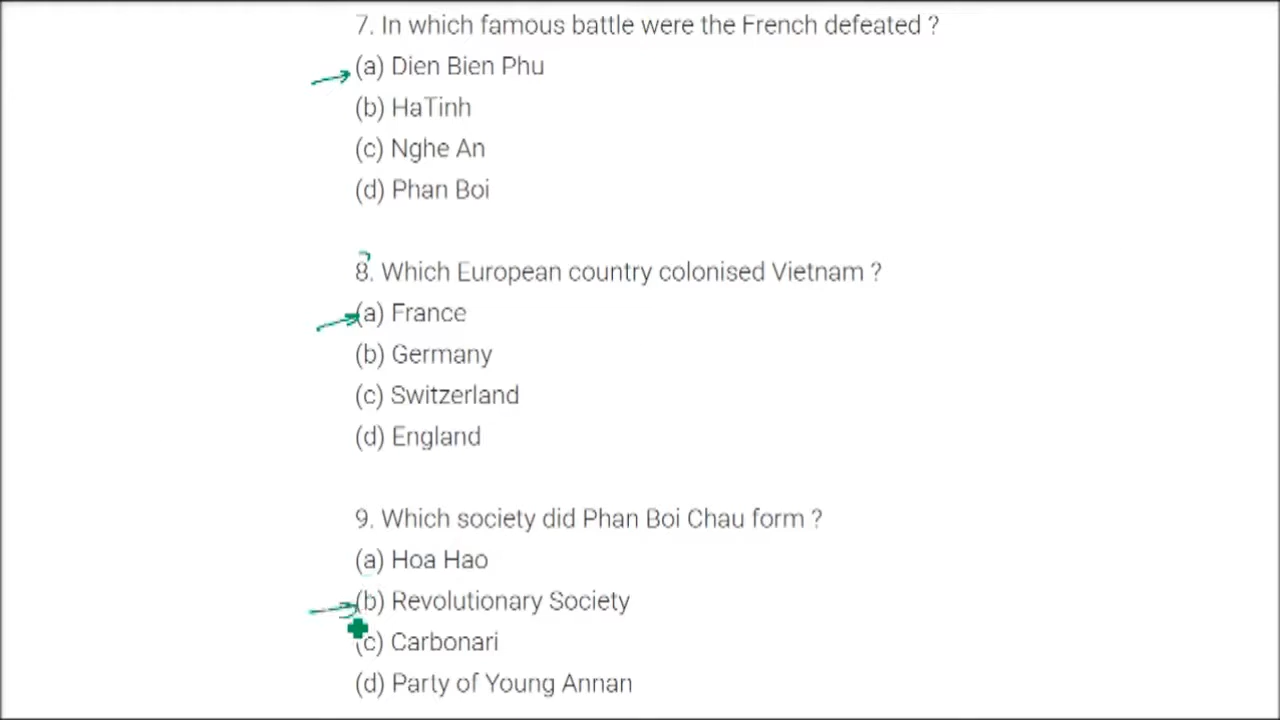 7. In which famous battle were the French defeated ?
(a) Dien Bien Phu
(b) HaTinh
(c) Nghe An
(d) Phan Boi
8. Which European country colonised Vietnam ?
(a) France
(b) Germany
(c) Switzerland
(d) England
9. Which society did Phan Boi Chau form ?
(a) Hoa Hao
(b) Revolutionary Society
(c) Carbonari
(d) Party of Young Annan